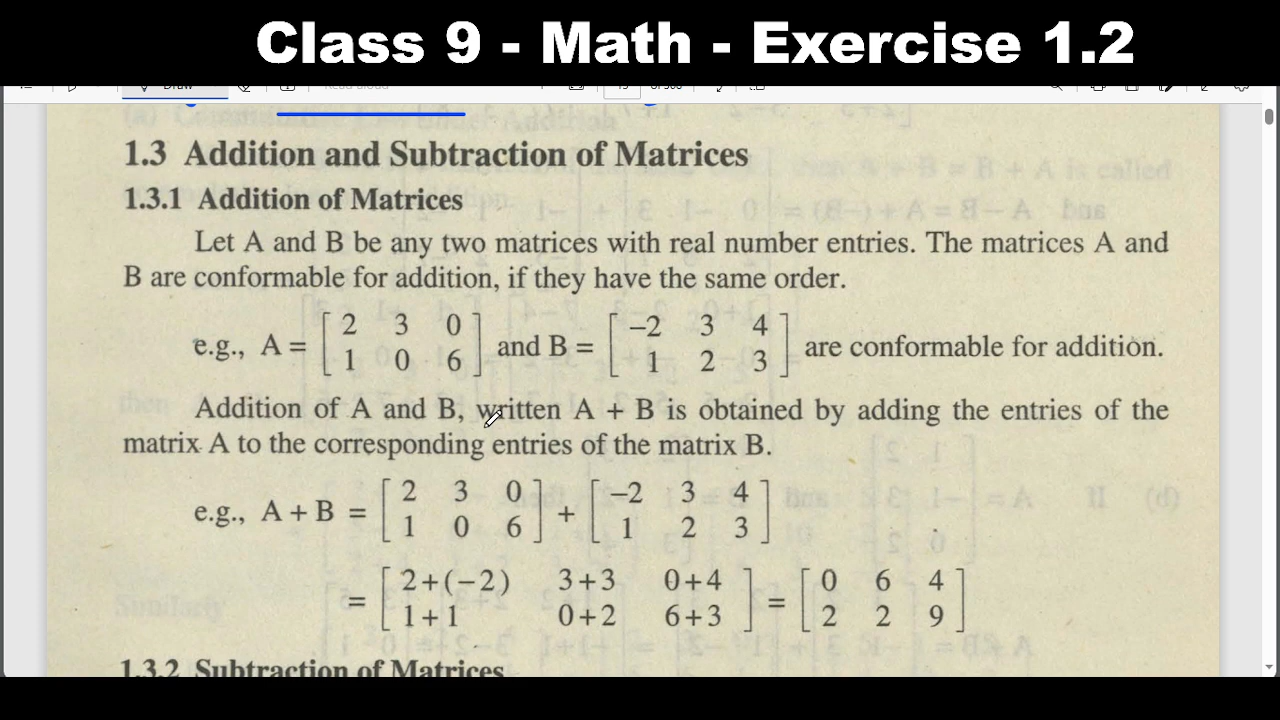 Class 9 - Math - Exercise 1.2
Draw
Read aloud
1.3 Addition and Subtraction of Matrices
1.3.1 Addition of Matrices
Let A and B be any two matrices with real number entries. The matrices A and
B are conformable for addition, if they have the same order.
e.g., A = [2 3 0 and B = [−2 3 4 are conformable for addition.
1 0 6] 1 2 3]
Addition of A and B, written A + B is obtained by adding the entries of the
matrix A to the corresponding entries of the matrix B.
e.g., A + B = [2 3 0 + [−2 3 4
1 0 6] 1 2 3]
= [2+(−2) 3+3 0+4 = [0 6 4
1+1 0+2 6+3] 2 2 9]
1.3.2 Subtraction of Matrices